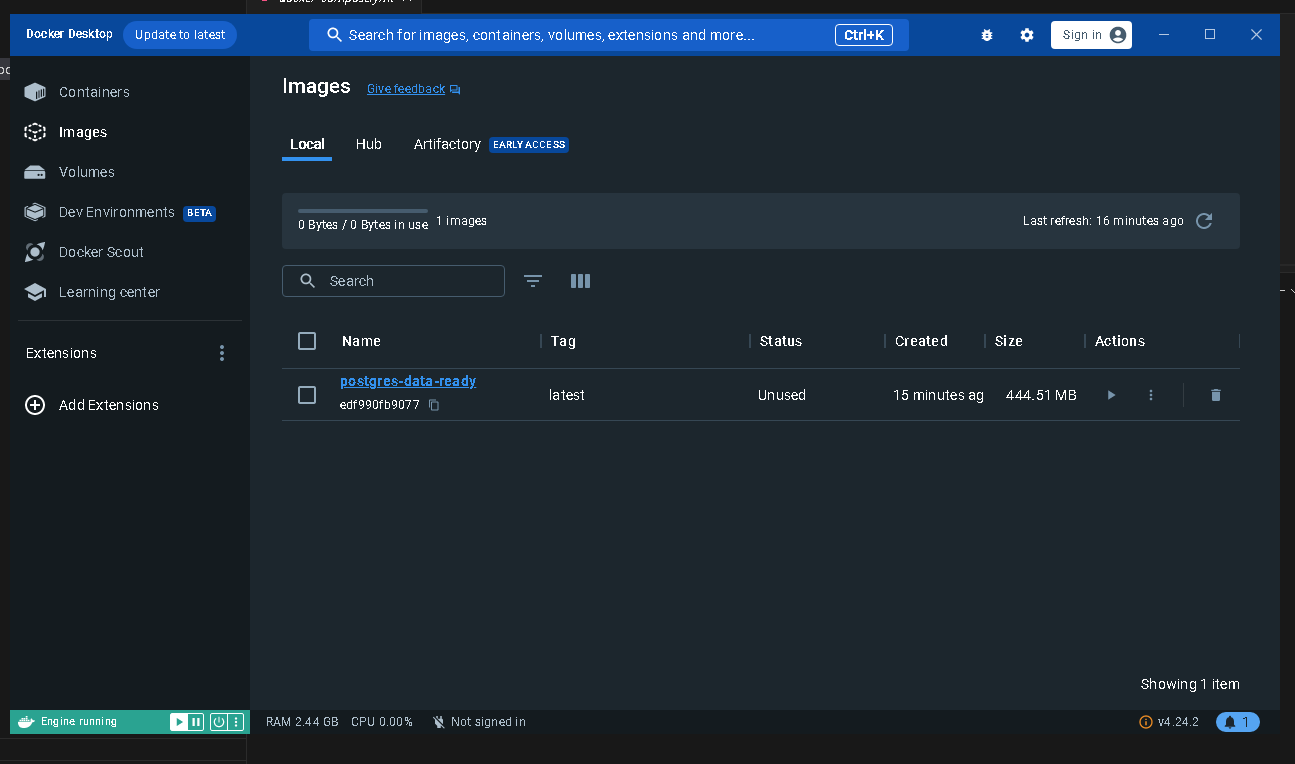 Docker Desktop
Update to latest
Search for images, containers, volumes, extensions and more...
Ctrl+K
Sign in
Containers
Images
Volumes
Dev Environments BETA
Docker Scout
Learning center
Extensions
Add Extensions
Images
Give feedback
Local
Hub
Artifactory EARLY ACCESS
0 Bytes / 0 Bytes in use
1 images
Last refresh: 16 minutes ago
Search
Name
Tag
Status
Created
Size
Actions
postgres-data-ready
edf990fb9077
latest
Unused
15 minutes ag
444.51 MB
Showing 1 item
Engine running
RAM 2.44 GB
CPU 0.00%
Not signed in
v4.24.2
1